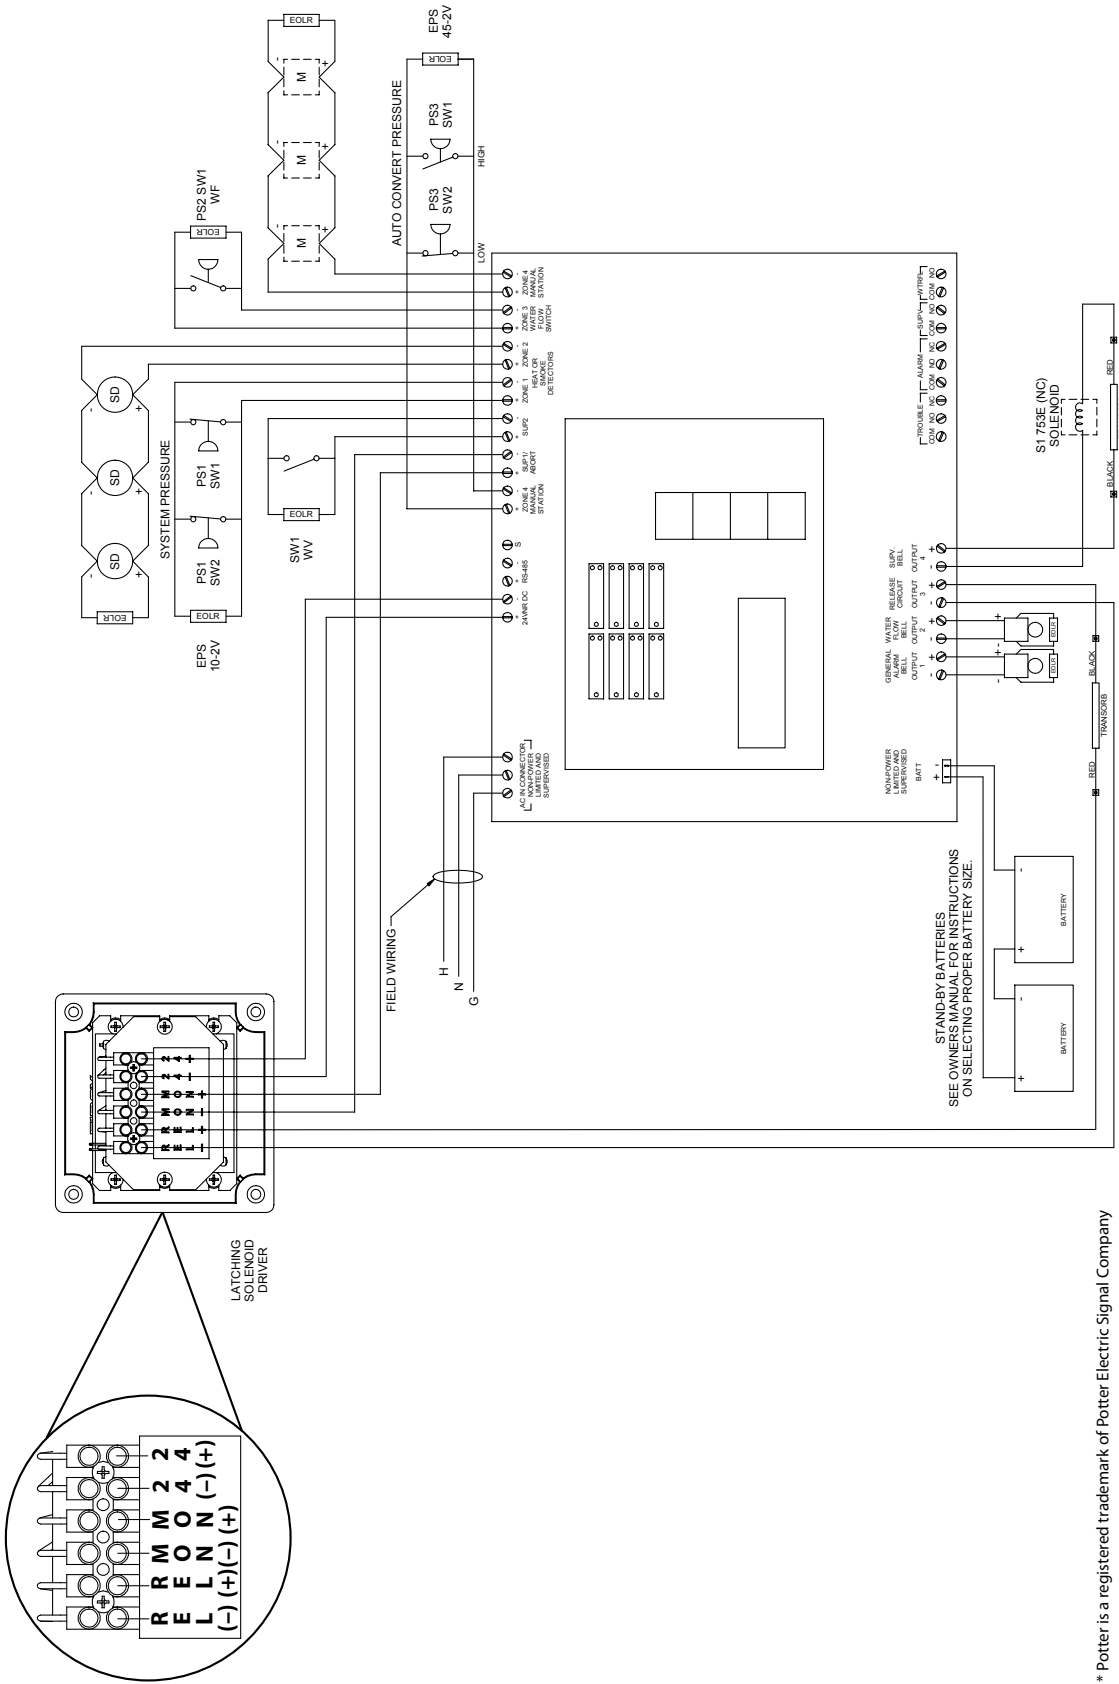 EOLR
- M +
- M +
- M +
EPS
45-2V
EOLR
AUTO CONVERT PRESSURE
PS3
SW1
PS3
SW2
HIGH
LOW
PS2 SW1
WF
EOLR
SD
SD
SD
- +
- +
- +
EOLR
SYSTEM PRESSURE
PS1
SW1
PS1
SW2
EOLR
EPS
10-2V
EOLR
SW1
WV
- ZONE 4
+ MANUAL
STATION
- ZONE 3
+ WATER
FLOW
SWITCH
- ZONE 2
+
- ZONE 1
+
HEAT OR
SMOKE
DETECTORS
- SUP2
+
- SUP1/
+ ABORT
- ZONE 4
+ MANUAL
STATION
S
- RS-485
+
- 24VNR DC
+
AC IN CONNECTOR
NON-POWER
LIMITED AND
SUPERVISED
FIELD WIRING
H
N
G
WTRFL
COM NO
SUPV
COM NO
ALARM
COM NO NC
TROUBLE
COM NO NC
S1 753E (NC)
SOLENOID
RED
BLACK
SUPV.
BELL
OUTPUT
4
- +
RELEASE
CIRCUIT
OUTPUT
3
- +
WATER
FLOW
BELL
OUTPUT
2
- +
GENERAL
ALARM
BELL
OUTPUT
1
- +
EOLR
EOLR
- +
- +
BLACK
TRANSORB
RED
NON-POWER
LIMITED AND
SUPERVISED
BATT
+ -
STAND-BY BATTERIES
SEE OWNERS MANUAL FOR INSTRUCTIONS
ON SELECTING PROPER BATTERY SIZE.
BATTERY
- +
BATTERY
- +
REL- REL+ MON- MON+ 24- 24+
LATCHING
SOLENOID
DRIVER
R R M M 2 2
E E O O 4 4
L L N N (–) (+)
(–) (+) (–) (+)
* Potter is a registered trademark of Potter Electric Signal Company